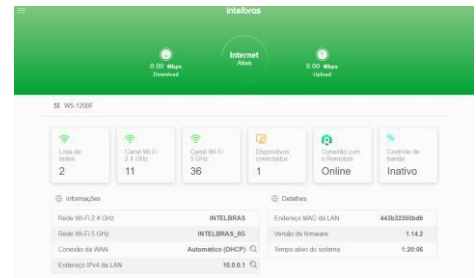 intelbras
0.00 Mbps
Download
Internet
Ativa
0.00 Mbps
Upload
W5-1200F
Lista de
redes
2
Canal Wi-Fi
2.4 GHz
11
Canal Wi-Fi
5 GHz
36
Dispositivos
conectados
1
Conexão com
o Remotize
Online
Controle de
banda
Inativo
Informações
Rede Wi-Fi 2.4 GHz INTELBRAS
Rede Wi-Fi 5 GHz INTELBRAS_5G
Conexão da WAN Automático (DHCP)
Endereço IPv4 da LAN 10.0.0.1
Detalhes
Endereço MAC da LAN 443b32350bd6
Versão de firmware 1.14.2
Tempo ativo do sistema 1:20:06